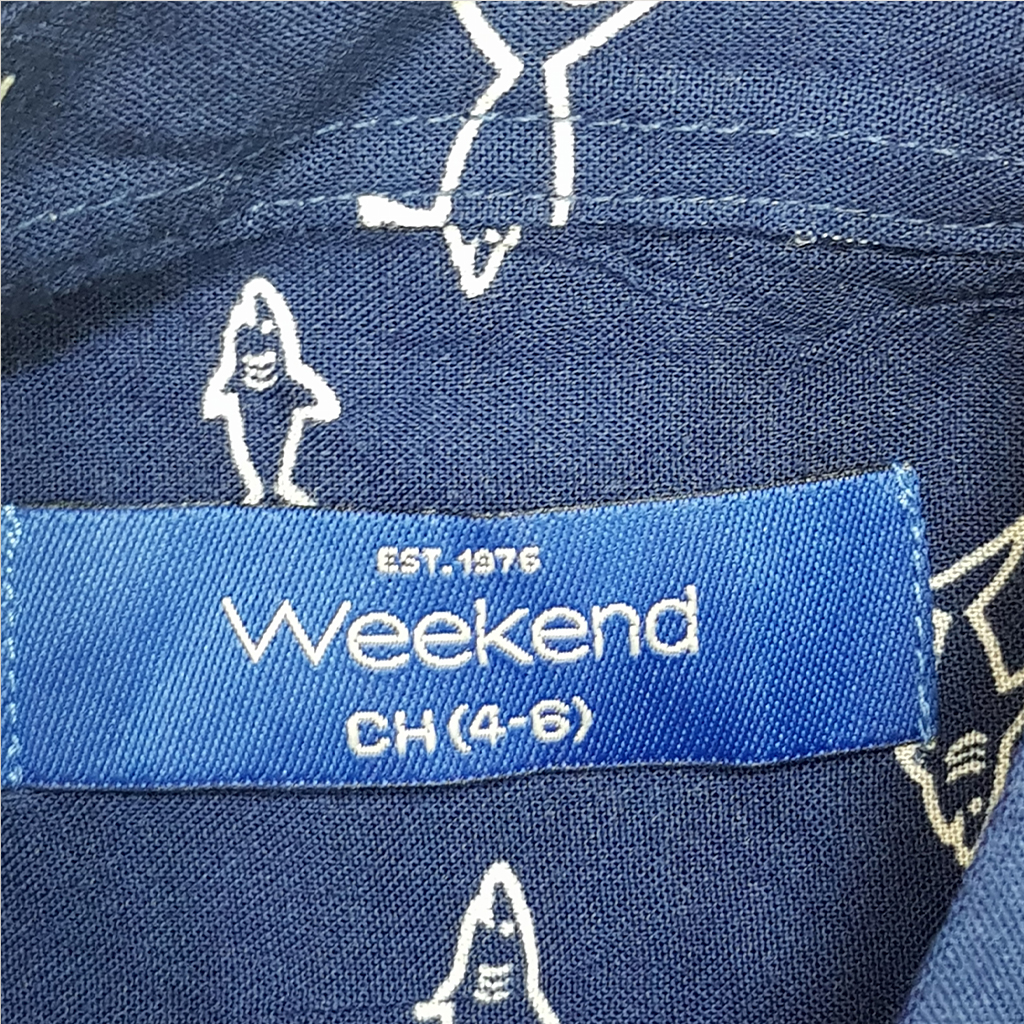 EST.1976
Weekend
CH (4-6)